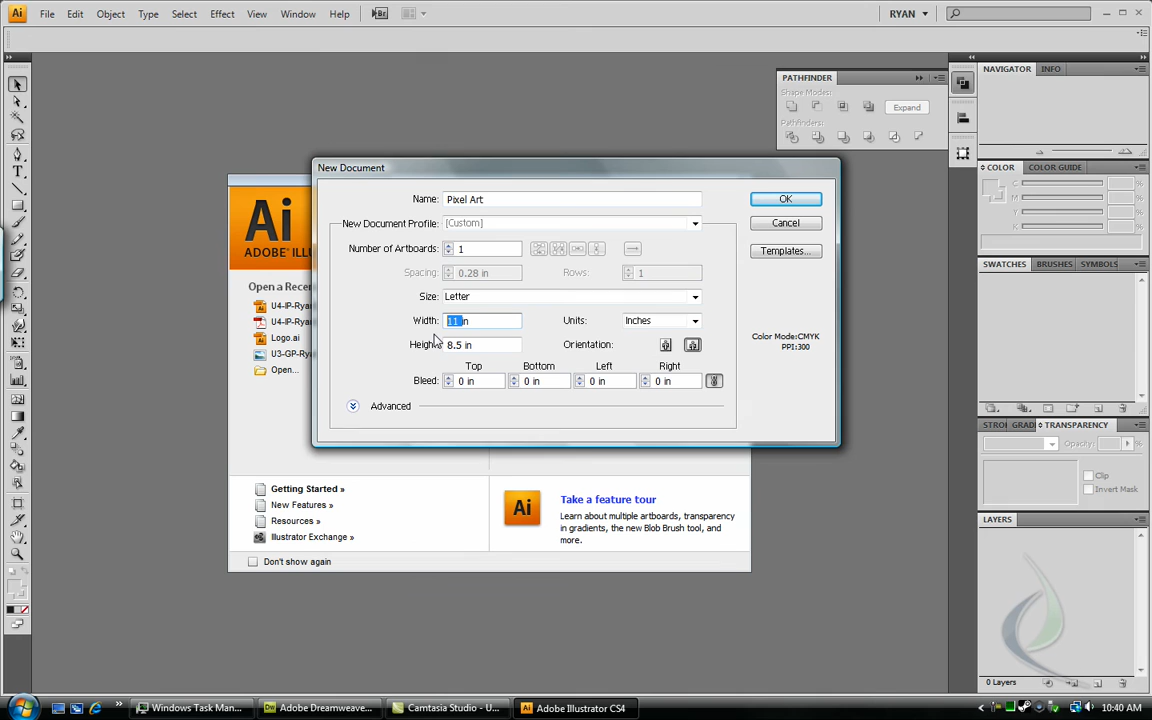 Ai File Edit Object Type Select Effect View Window Help Br RYAN
PATHFINDER
Shape Modes:
Expand
Pathfinders:
NAVIGATOR INFO
COLOR COLOR GUIDE
C %
M %
Y %
K %
SWATCHES BRUSHES SYMBOLS
STROI GRADI TRANSPARENCY
Opacity: %
Clip
Invert Mask
LAYERS
0 Layers
New Document
Name: Pixel Art
New Document Profile: [Custom]
Number of Artboards: 1
Spacing: 0.28 in Rows: 1
Size: Letter
Width: 11 in Units: Inches
Height: 8.5 in Orientation:
Top Bottom Left Right
Bleed: 0 in 0 in 0 in 0 in
Advanced
OK
Cancel
Templates...
Color Mode:CMYK
PPI:300
Ai
ADOBE® ILLU
Open a Recen
U4-IP-Ryan
U4-IP-Ryan
Logo.ai
U3-GP-Ryan
Open...
Getting Started »
New Features »
Resources »
Illustrator Exchange »
Ai
Take a feature tour
Learn about multiple artboards, transparency
in gradients, the new Blob Brush tool, and
more.
Don't show again
Windows Task Man... Adobe Dreamweave... Camtasia Studio - U... Adobe Illustrator CS4 10:40 AM